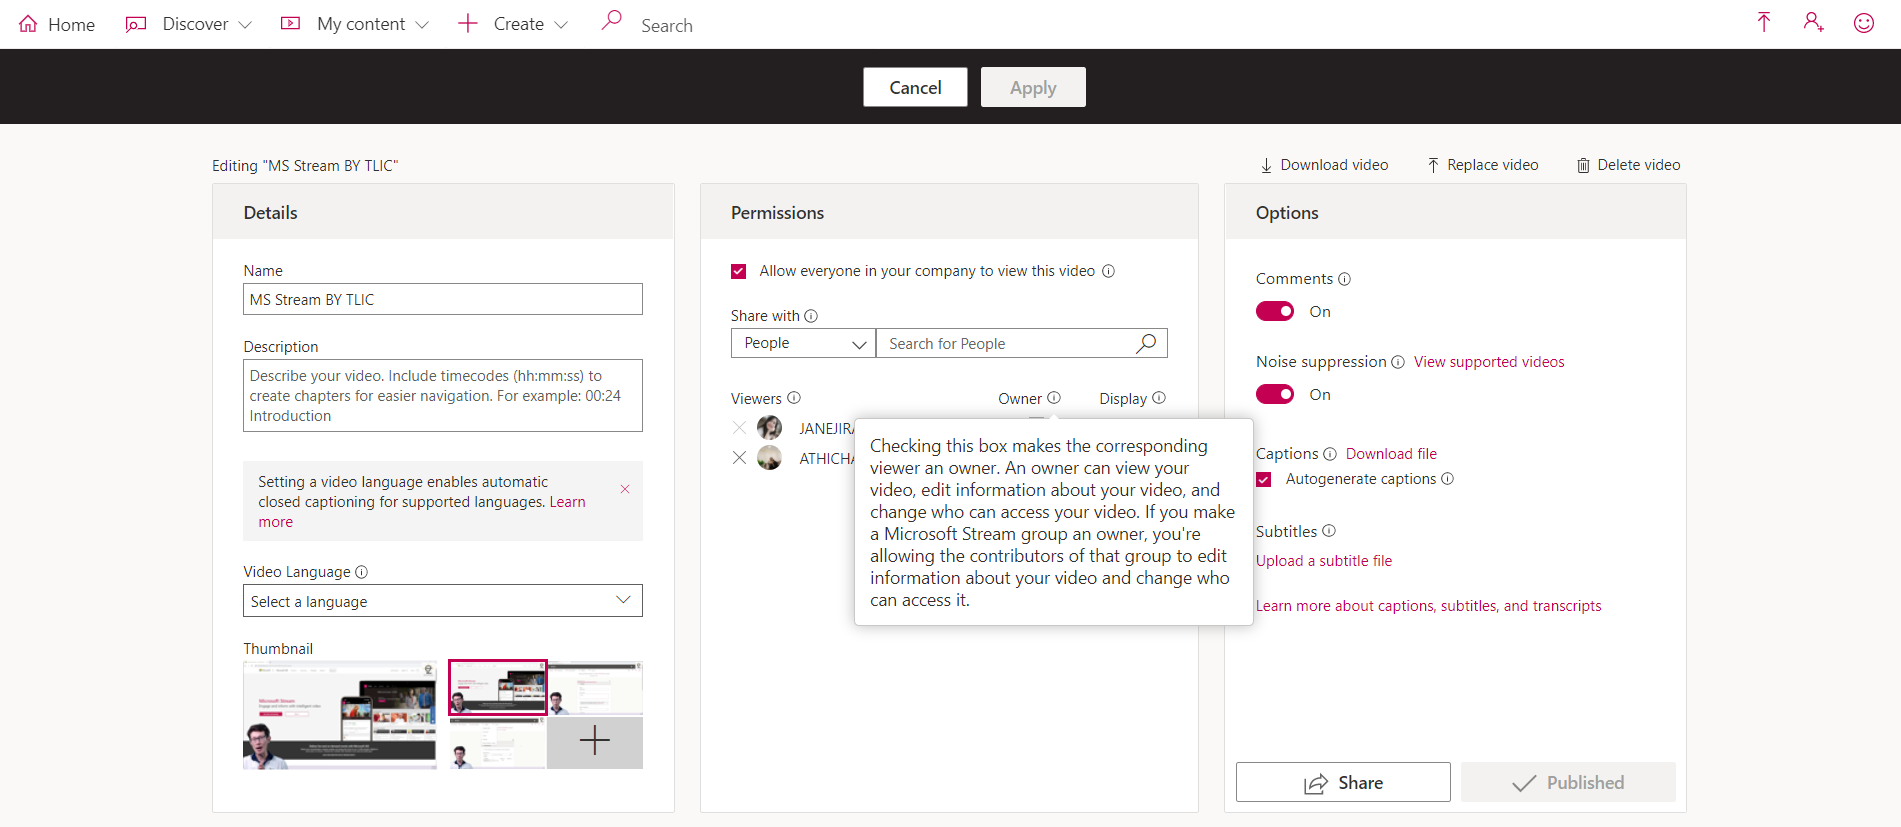 Home Discover My content Create Search
Cancel Apply
Editing "MS Stream BY TLIC"
Download video Replace video Delete video
Details
Name
MS Stream BY TLIC
Description
Describe your video. Include timecodes (hh:mm:ss) to
create chapters for easier navigation. For example: 00:24
Introduction
Setting a video language enables automatic
closed captioning for supported languages. Learn
more
Video Language
Select a language
Thumbnail
Microsoft Stream
Permissions
Allow everyone in your company to view this video
Share with
People Search for People
Viewers Owner Display
JANEJIRA
ATHICHA
Checking this box makes the corresponding
viewer an owner. An owner can view your
video, edit information about your video, and
change who can access your video. If you make
a Microsoft Stream group an owner, you're
allowing the contributors of that group to edit
information about your video and change who
can access it.
Options
Comments
On
Noise suppression View supported videos
On
Captions Download file
Autogenerate captions
Subtitles
Upload a subtitle file
Learn more about captions, subtitles, and transcripts
Share Published